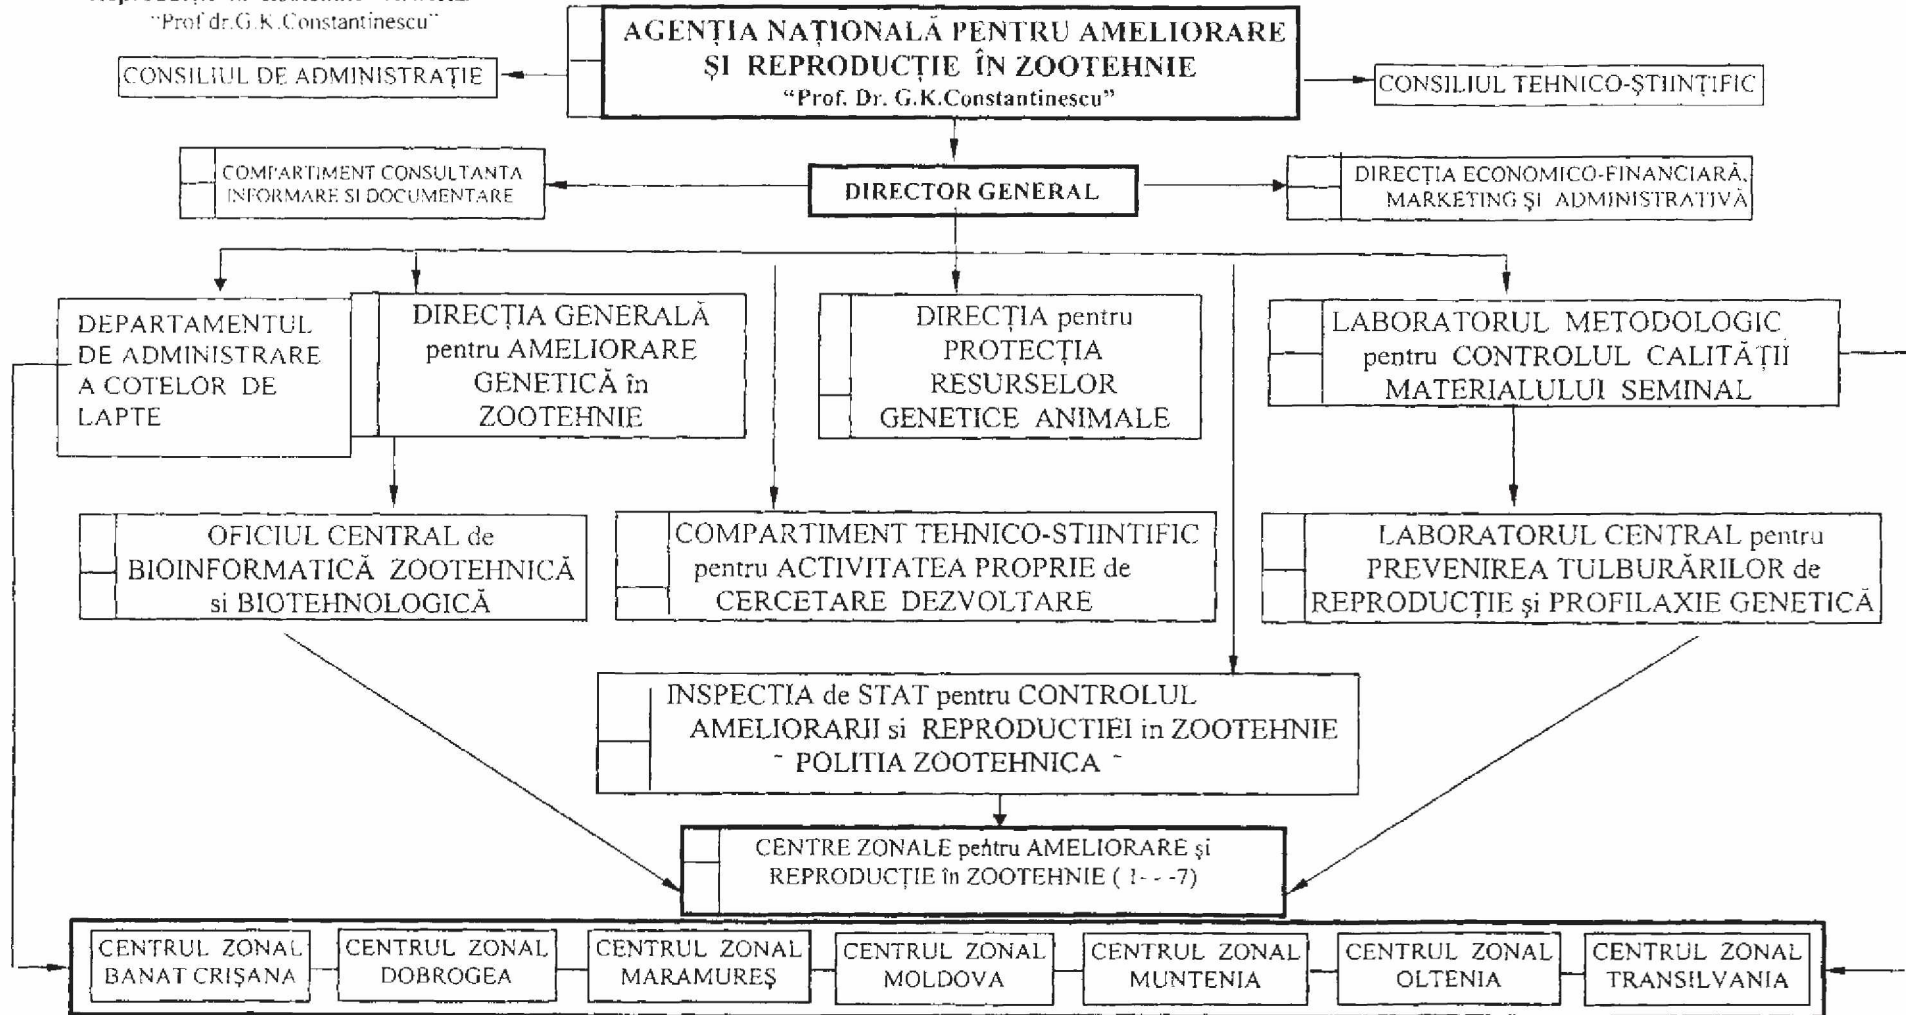 "Prof dr.G.K.Constantinescu"
AGENȚIA NAȚIONALĂ PENTRU AMELIORARE
ȘI REPRODUCȚIE ÎN ZOOTEHNIE
"Prof. Dr. G.K.Constantinescu"
CONSILIUL DE ADMINISTRAȚIE
CONSILIUL TEHNICO-ȘTIINȚIFIC
COMPARTIMENT CONSULTANTA
INFORMARE SI DOCUMENTARE
DIRECTOR GENERAL
DIRECȚIA ECONOMICO-FINANCIARĂ,
MARKETING ȘI ADMINISTRATIVĂ
DEPARTAMENTUL
DE ADMINISTRARE
A COTELOR DE
LAPTE
DIRECȚIA GENERALĂ
pentru AMELIORARE
GENETICĂ în
ZOOTEHNIE
DIRECȚIA pentru
PROTECȚIA
RESURSELOR
GENETICE ANIMALE
LABORATORUL METODOLOGIC
pentru CONTROLUL CALITĂȚII
MATERIALULUI SEMINAL
OFICIUL CENTRAL de
BIOINFORMATICĂ ZOOTEHNICĂ
si BIOTEHNOLOGICĂ
COMPARTIMENT TEHNICO-STIINTIFIC
pentru ACTIVITATEA PROPRIE de
CERCETARE DEZVOLTARE
LABORATORUL CENTRAL pentru
PREVENIREA TULBURĂRILOR de
REPRODUCȚIE și PROFILAXIE GENETICĂ
INSPECTIA de STAT pentru CONTROLUL
AMELIORARII si REPRODUCTIEI in ZOOTEHNIE
- POLITIA ZOOTEHNICA -
CENTRE ZONALE pentru AMELIORARE și
REPRODUCȚIE în ZOOTEHNIE ( 1- - -7)
CENTRUL ZONAL
BANAT CRIȘANA
CENTRUL ZONAL
DOBROGEA
CENTRUL ZONAL
MARAMUREȘ
CENTRUL ZONAL
MOLDOVA
CENTRUL ZONAL
MUNTENIA
CENTRUL ZONAL
OLTENIA
CENTRUL ZONAL
TRANSILVANIA